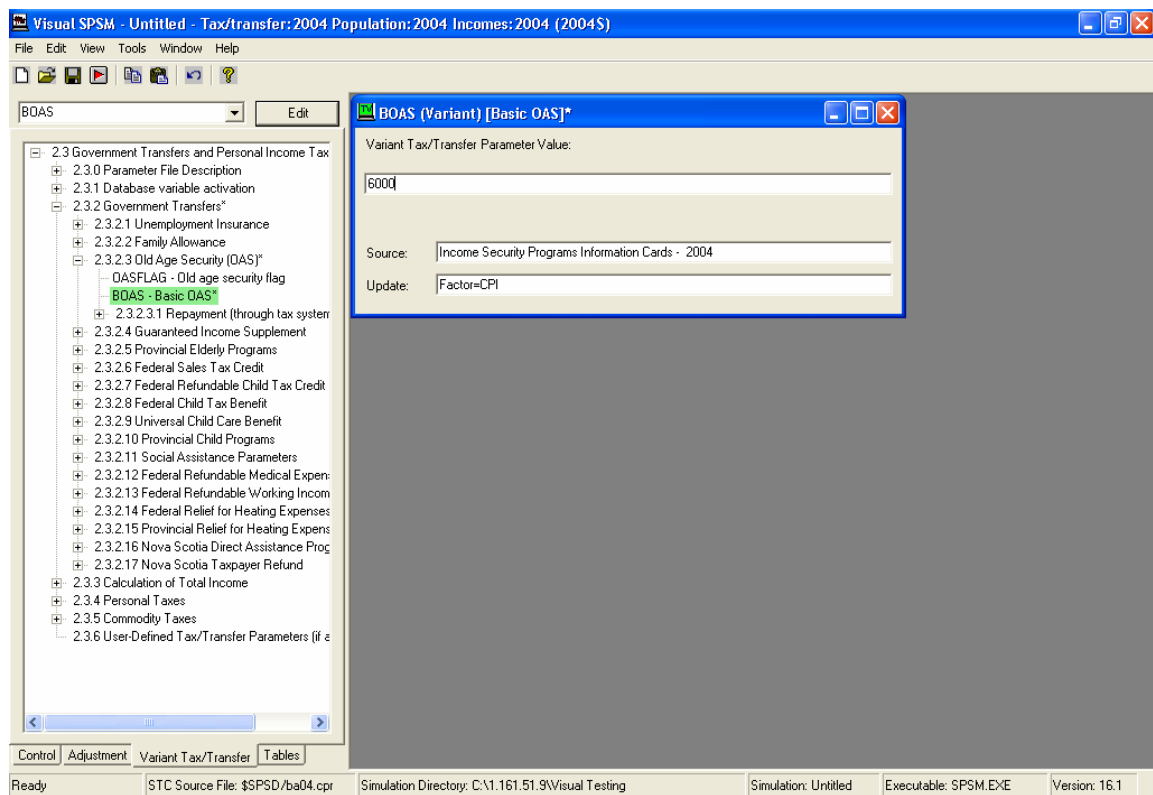 Visual SPSM - Untitled - Tax/transfer:2004 Population:2004 Incomes:2004 (2004$)
File Edit View Tools Window Help
BOAS Edit
2.3 Government Transfers and Personal Income Tax
2.3.0 Parameter File Description
2.3.1 Database variable activation
2.3.2 Government Transfers*
2.3.2.1 Unemployment Insurance
2.3.2.2 Family Allowance
2.3.2.3 Old Age Security (OAS)*
OASFLAG - Old age security flag
BOAS - Basic OAS*
2.3.2.3.1 Repayment (through tax system
2.3.2.4 Guaranteed Income Supplement
2.3.2.5 Provincial Elderly Programs
2.3.2.6 Federal Sales Tax Credit
2.3.2.7 Federal Refundable Child Tax Credit
2.3.2.8 Federal Child Tax Benefit
2.3.2.9 Universal Child Care Benefit
2.3.2.10 Provincial Child Programs
2.3.2.11 Social Assistance Parameters
2.3.2.12 Federal Refundable Medical Expen
2.3.2.13 Federal Refundable Working Incom
2.3.2.14 Federal Relief for Heating Expenses
2.3.2.15 Provincial Relief for Heating Expens
2.3.2.16 Nova Scotia Direct Assistance Prog
2.3.2.17 Nova Scotia Taxpayer Refund
2.3.3 Calculation of Total Income
2.3.4 Personal Taxes
2.3.5 Commodity Taxes
2.3.6 User-Defined Tax/Transfer Parameters (if a
Control Adjustment Variant Tax/Transfer Tables
BOAS (Variant) [Basic OAS]*
Variant Tax/Transfer Parameter Value:
6000
Source: Income Security Programs Information Cards - 2004
Update: Factor=CPI
Ready STC Source File: $SPSD/ba04.cpr Simulation Directory: C:\1.161.51.9\Visual Testing Simulation: Untitled Executable: SPSM.EXE Version: 16.1